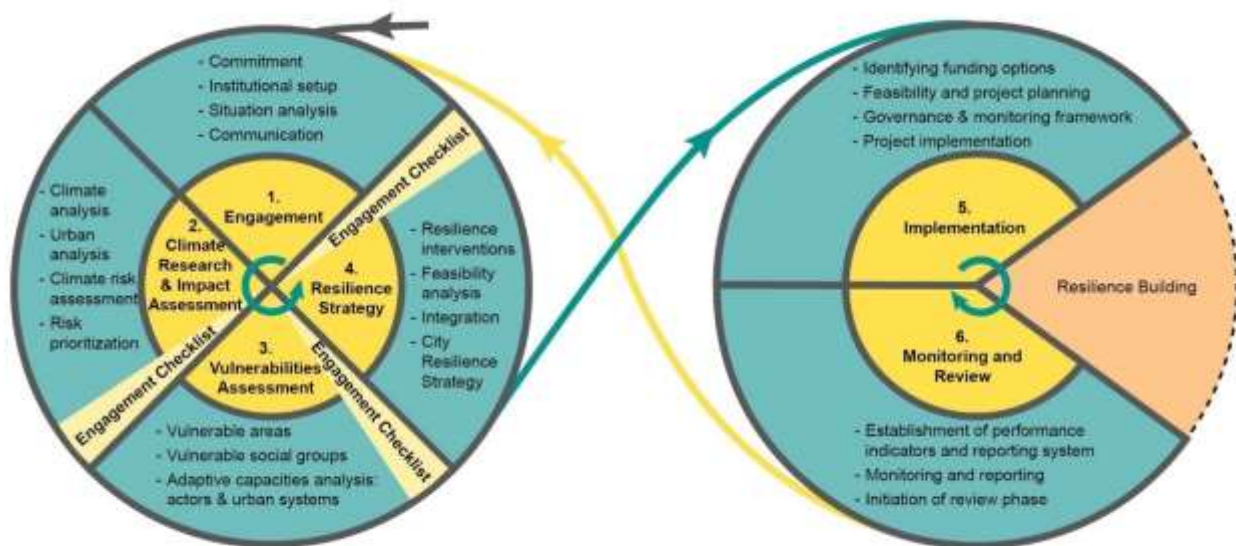 - Commitment
- Institutional setup
- Situation analysis
- Communication
1.
Engagement
Engagement Checklist
- Climate
analysis
- Urban
analysis
- Climate risk
assessment
- Risk
prioritization
2.
Climate
Research
& Impact
Assessment
Engagement Checklist
3.
Vulnerabilities
Assessment
- Vulnerable areas
- Vulnerable social groups
- Adaptive capacities analysis:
actors & urban systems
Engagement Checklist
4.
Resilience
Strategy
- Resilience
interventions
- Feasibility
analysis
- Integration
- City
Resilience
Strategy
- Identifying funding options
- Feasibility and project planning
- Governance & monitoring framework
- Project implementation
5.
Implementation
Resilience Building
6.
Monitoring and
Review
- Establishment of performance
indicators and reporting system
- Monitoring and reporting
- Initiation of review phase